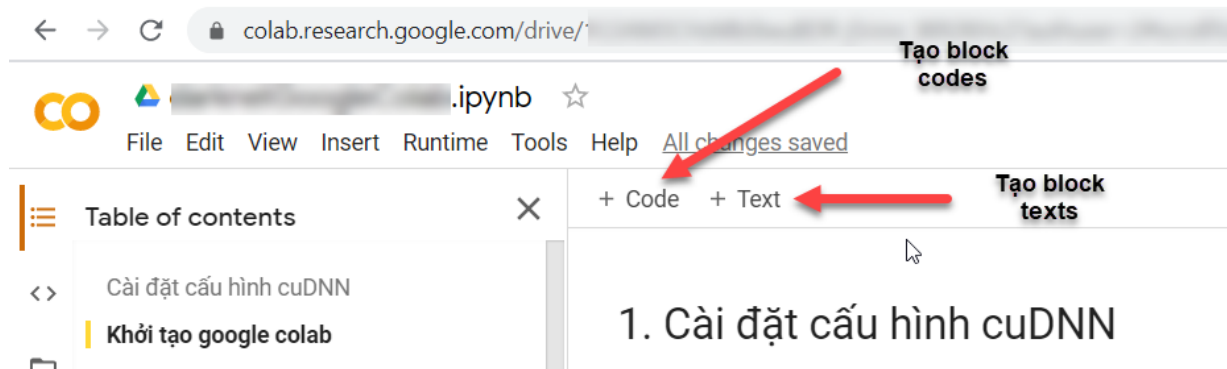 colab.research.google.com/drive/
Tạo block
codes
.ipynb
File Edit View Insert Runtime Tools Help All changes saved
+ Code + Text
Tạo block
texts
Table of contents
Cài đặt cấu hình cuDNN
Khởi tạo google colab
1. Cài đặt cấu hình cuDNN